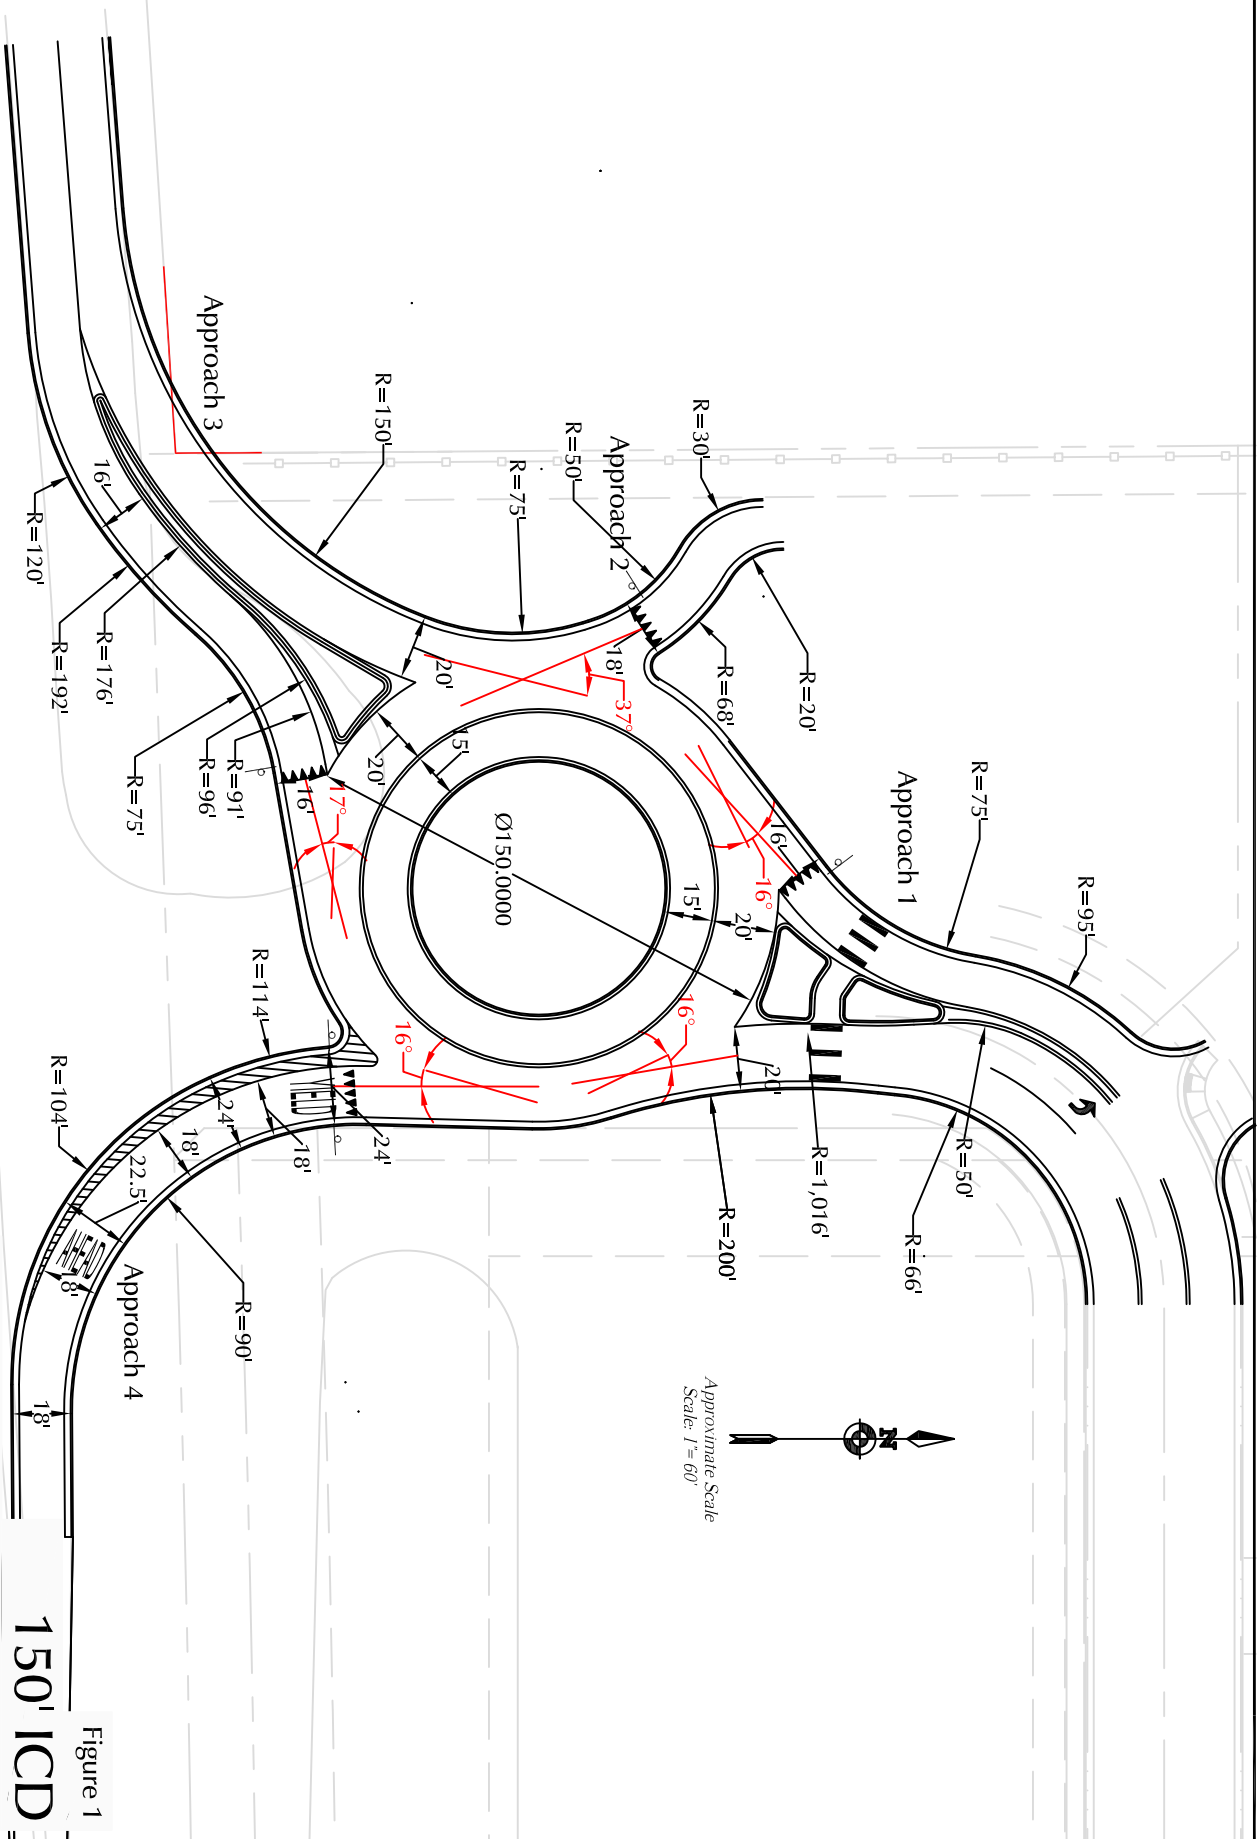 Approach 3
R=150'
R=50'
Approach 2
R=30'
R=75'
16'
R=120'
R=176'
R=192'
R=75'
R=96'
R=91'
20'
18'
37°
R=68'
R=20'
15'
20'
16'
17°
Ø150.0000
16'
16°
Approach 1
R=75'
R=95'
15'
20'
R=114'
16°
16°
20'
R=104'
24'
18'
18'
24'
22.5'
18'
R=50'
R=1,016'
R=200'
R=66'
Approach 4
R=90'
18'
YIELD
N
Approximate Scale
Scale: 1"= 60'
Figure 1
150' ICD